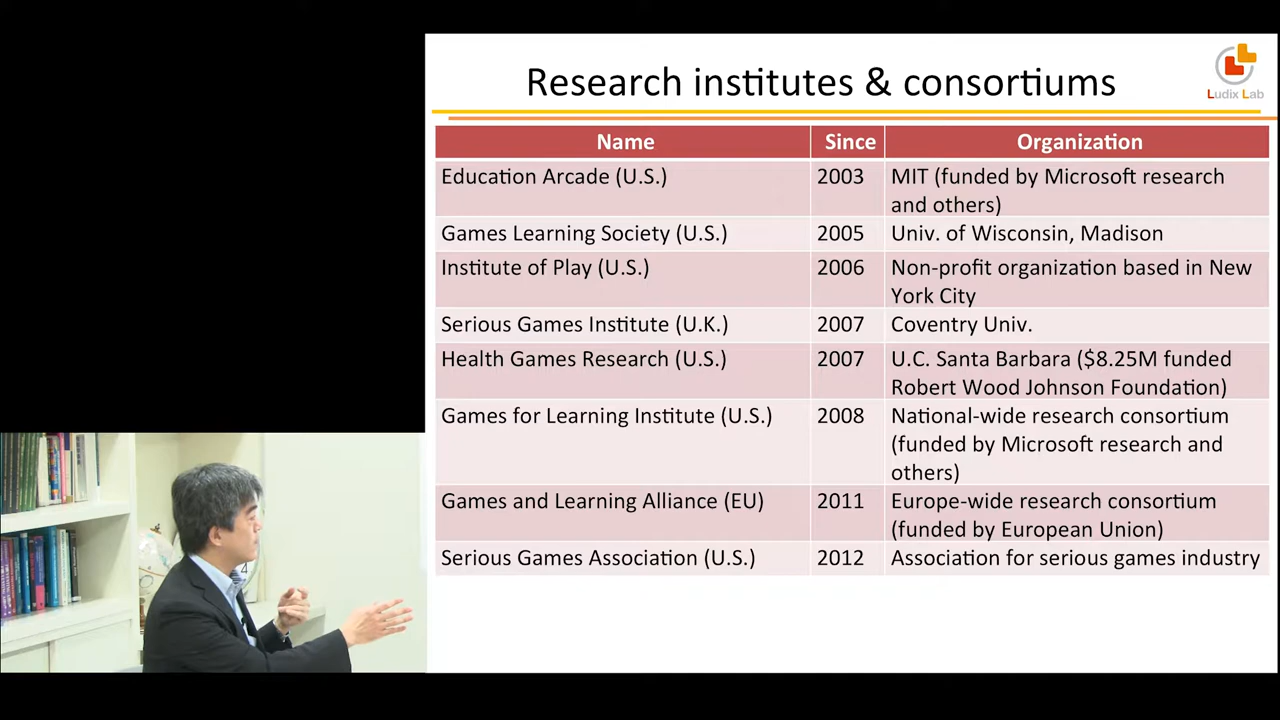 Research institutes & consortiums
Ludix Lab
Name Since Organization
Education Arcade (U.S.) 2003 MIT (funded by Microsoft research
and others)
Games Learning Society (U.S.) 2005 Univ. of Wisconsin, Madison
Institute of Play (U.S.) 2006 Non-profit organization based in New
York City
Serious Games Institute (U.K.) 2007 Coventry Univ.
Health Games Research (U.S.) 2007 U.C. Santa Barbara ($8.25M funded
Robert Wood Johnson Foundation)
Games for Learning Institute (U.S.) 2008 National-wide research consortium
(funded by Microsoft research and
others)
Games and Learning Alliance (EU) 2011 Europe-wide research consortium
(funded by European Union)
Serious Games Association (U.S.) 2012 Association for serious games industry
4